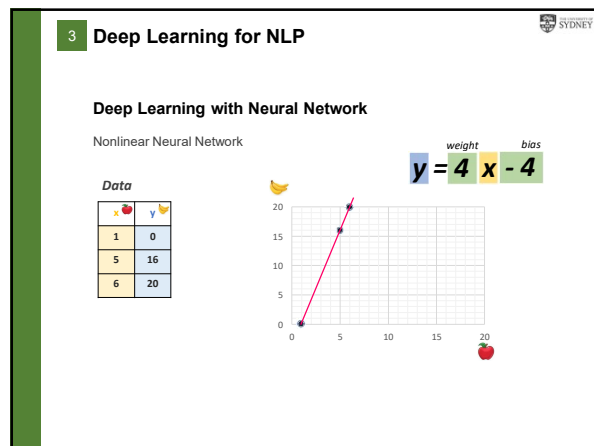 3 Deep Learning for NLP
THE UNIVERSITY OF
SYDNEY
Deep Learning with Neural Network
Nonlinear Neural Network
weight bias
y = 4 x - 4
Data
x y
1 0
5 16
6 20
20
15
10
5
0
0 5 10 15 20